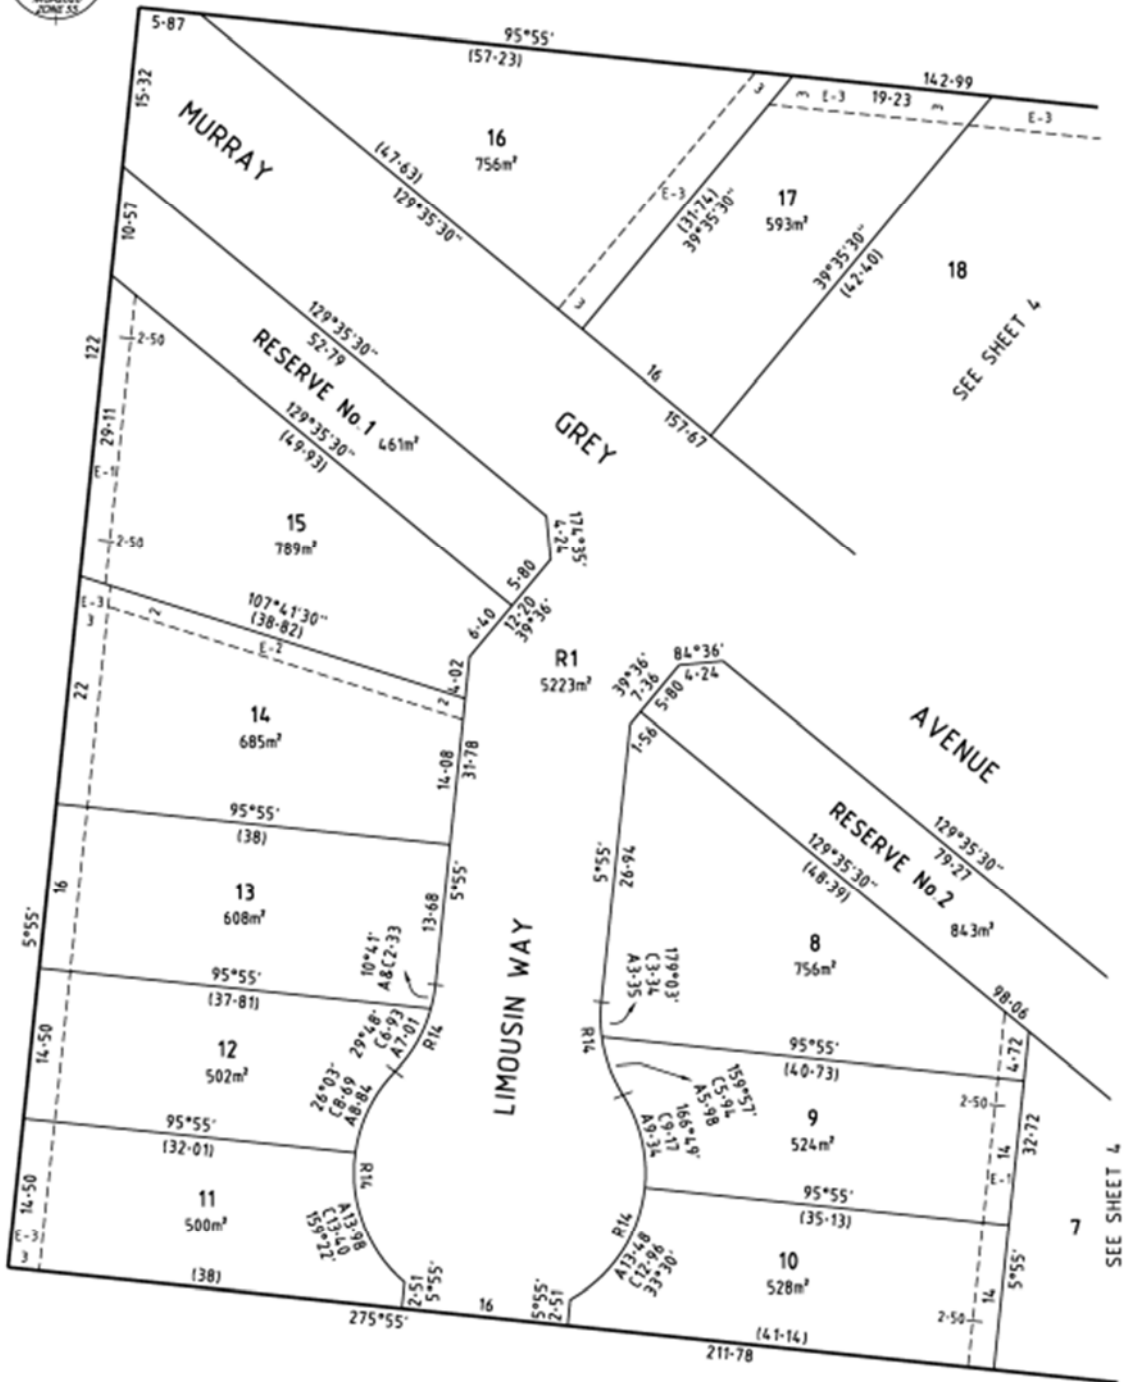 ZONE 55
5·87
95°55'
(57·23)
142·99
15·32
MURRAY
16
756m²
(47·63)
129°35'30"
3
E-3
3
3
E-3
19·23
3
E-3
17
593m²
(31·74)
39°35'30"
39°35'30"
(42·40)
18
SEE SHEET 4
10·57
129°35'30"
52·79
RESERVE No.1
461m²
129°35'30"
(49·93)
122
2·50
29·11
E-1
2·50
15
789m²
GREY
16
157·67
174°35'
4·24
5·80
12·20
39°36'
6·40
4·02
R1
5223m²
107°41'30"
(38·82)
E-2
2
2
E-3
3
22
14
685m²
14·08
31·78
39°36'
7·36
5·80
1·56
84°36'
4·24
AVENUE
RESERVE No.2
843m²
129°35'30"
79·27
129°35'30"
(48·39)
98·06
95°55'
(38)
13
608m²
16
5°55'
13·68
5°55'
5°55'
26·94
8
756m²
10°41'
A&C2·33
95°55'
(37·81)
LIMOUSIN WAY
179°03'
C3·34
A3·35
R14
95°55'
(40·73)
4·72
12
502m²
14·50
29°48'
C6·93
A7·01
R14
26°03'
C8·69
A8·84
159°57'
C5·94
A5·98
166°49'
C9·17
A9·34
9
524m²
2·50
14
32·72
E-1
95°55'
(32·01)
11
500m²
14·50
E-3
3
R14
A13·98
C13·40
159°22'
95°55'
(35·13)
R14
A13·48
C12·96
33°30'
10
528m²
14
2·50
5°55'
7
SEE SHEET 4
(38)
2·51
5°55'
16
5°55'
2·51
275°55'
(41·14)
211·78